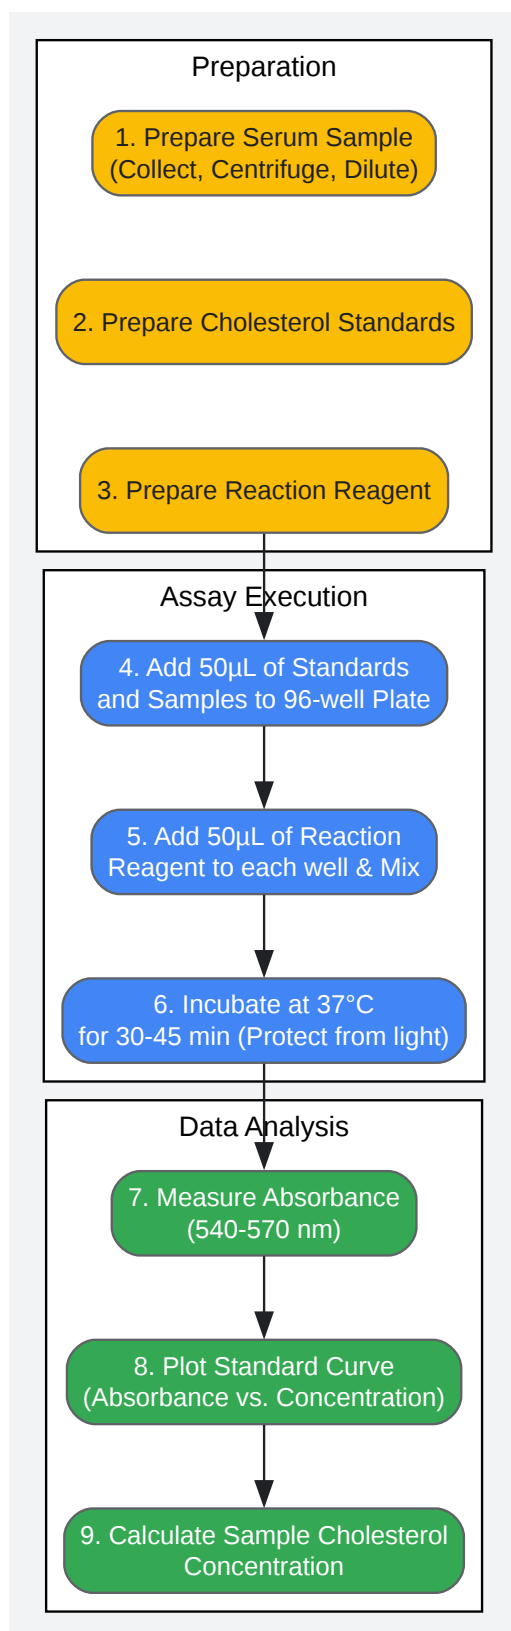 Preparation
1. Prepare Serum Sample
(Collect, Centrifuge, Dilute)
2. Prepare Cholesterol Standards
3. Prepare Reaction Reagent
Assay Execution
4. Add 50µL of Standards
and Samples to 96-well Plate
5. Add 50µL of Reaction
Reagent to each well & Mix
6. Incubate at 37°C
for 30-45 min (Protect from light)
Data Analysis
7. Measure Absorbance
(540-570 nm)
8. Plot Standard Curve
(Absorbance vs. Concentration)
9. Calculate Sample Cholesterol
Concentration